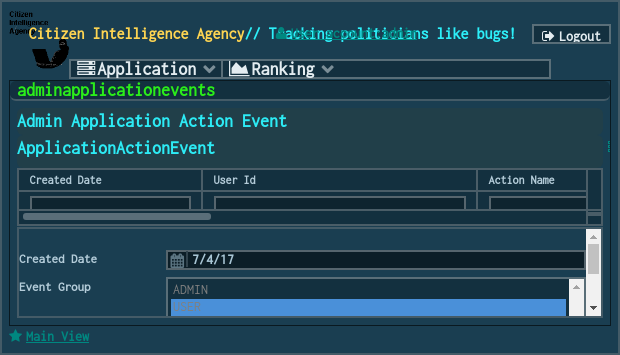 Citizen
Intelligence
Agency
Citizen Intelligence Agency// Tracking politicians like bugs!
Logout
Application
Ranking
adminapplicationevents
Admin Application Action Event
ApplicationActionEvent
Created Date User Id Action Name
Created Date 7/4/17
Event Group ADMIN
Main View